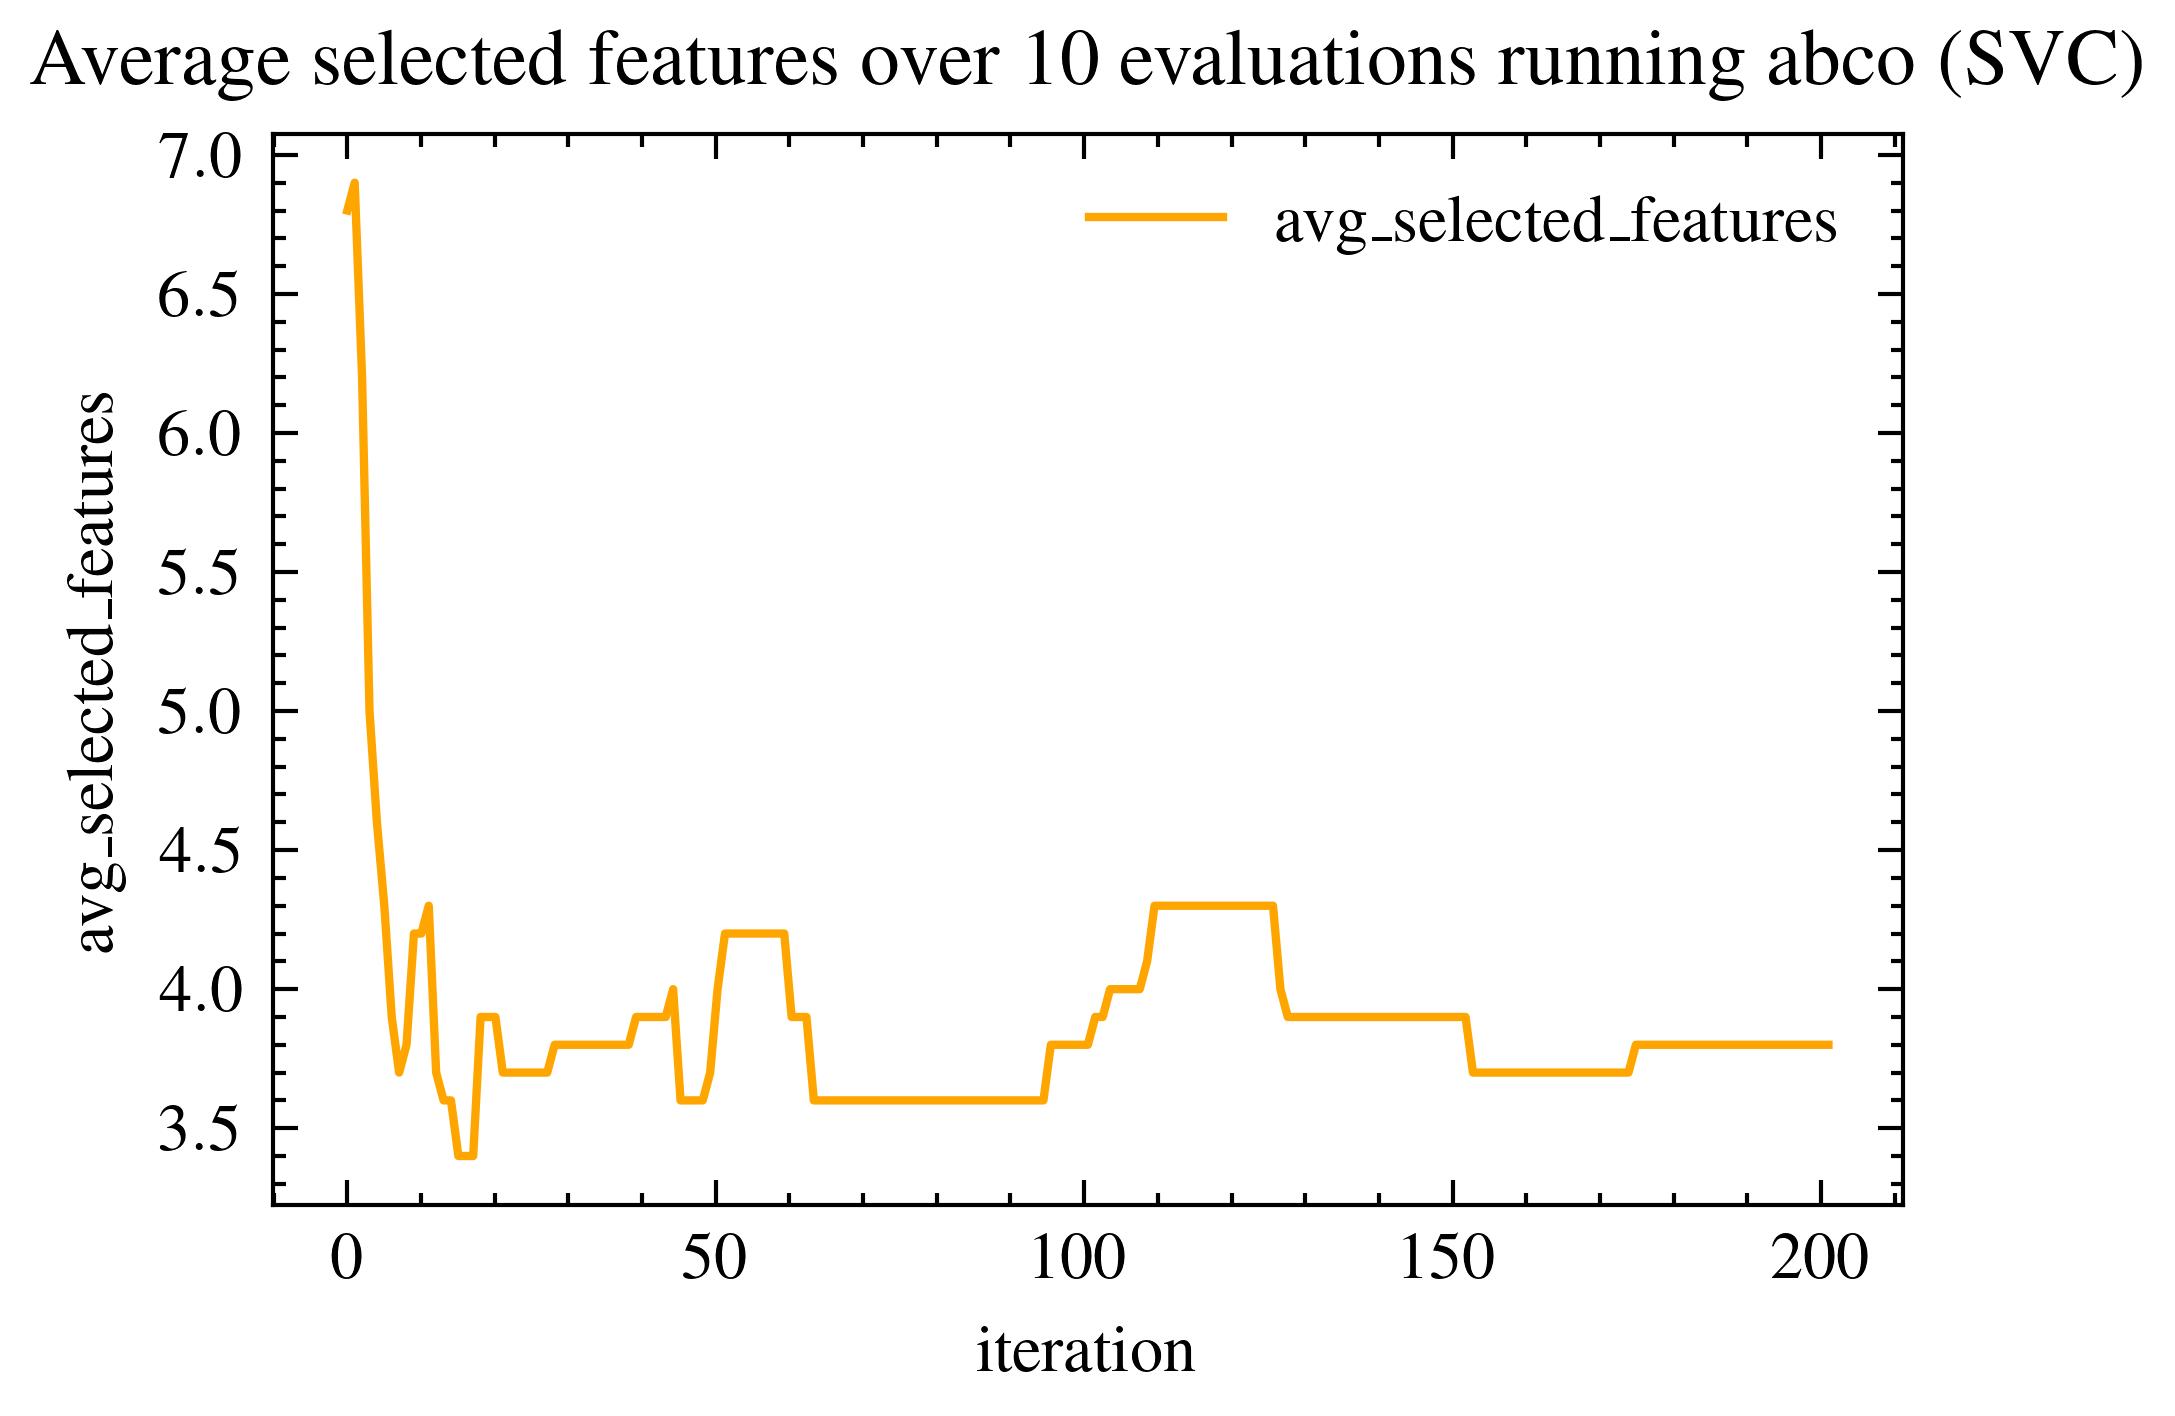 Average selected features over 10 evaluations running abco (SVC)
7.0
6.5
6.0
5.5
5.0
4.5
4.0
3.5
avg_selected_features
avg_selected_features
0 50 100 150 200
iteration